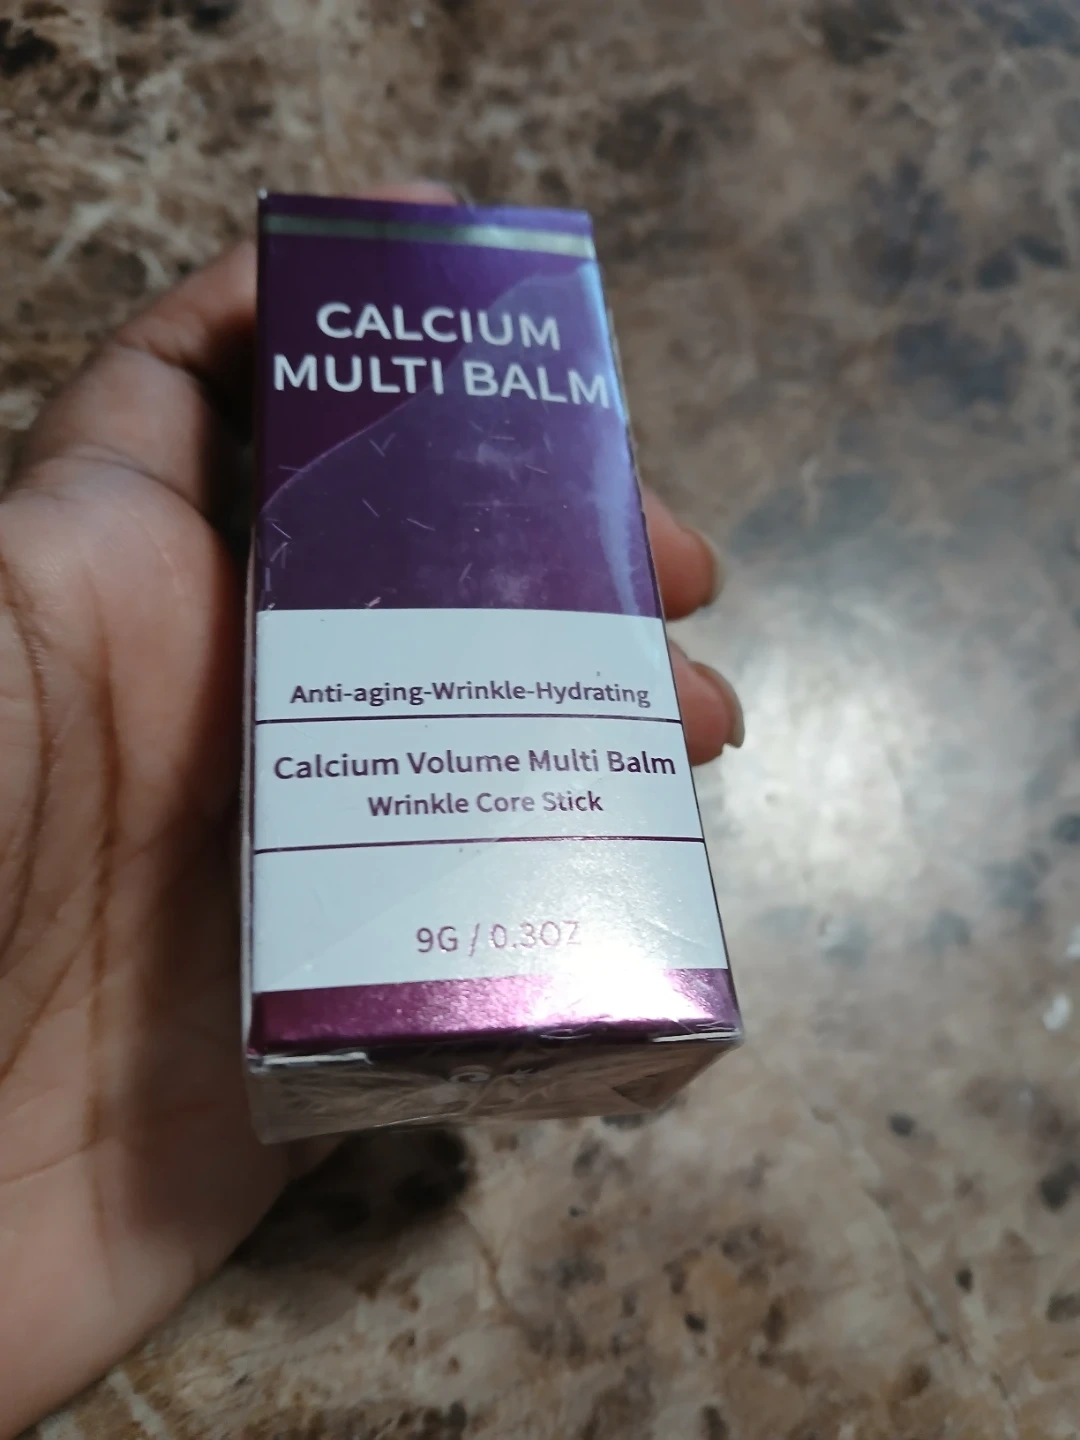 CALCIUM
MULTI BALM
Anti-aging-Wrinkle-Hydrating
Calcium Volume Multi Balm
Wrinkle Core Stick
9G / 0.3OZ